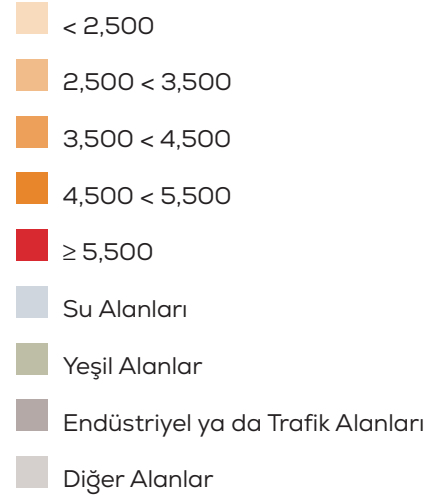 < 2,500
2,500 < 3,500
3,500 < 4,500
4,500 < 5,500
≥ 5,500
Su Alanları
Yeşil Alanlar
Endüstriyel ya da Trafik Alanları
Diğer Alanlar